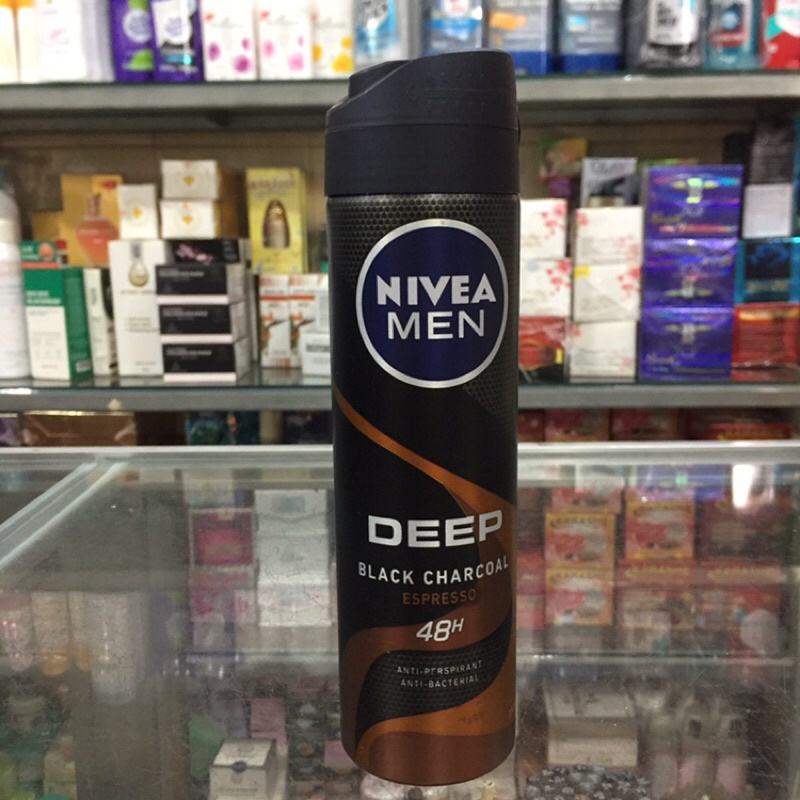 NIVEA
MEN
DEEP
BLACK CHARCOAL
ESPRESSO
48H
ANTI-PERSPIRANT
ANTI-BACTERIAL